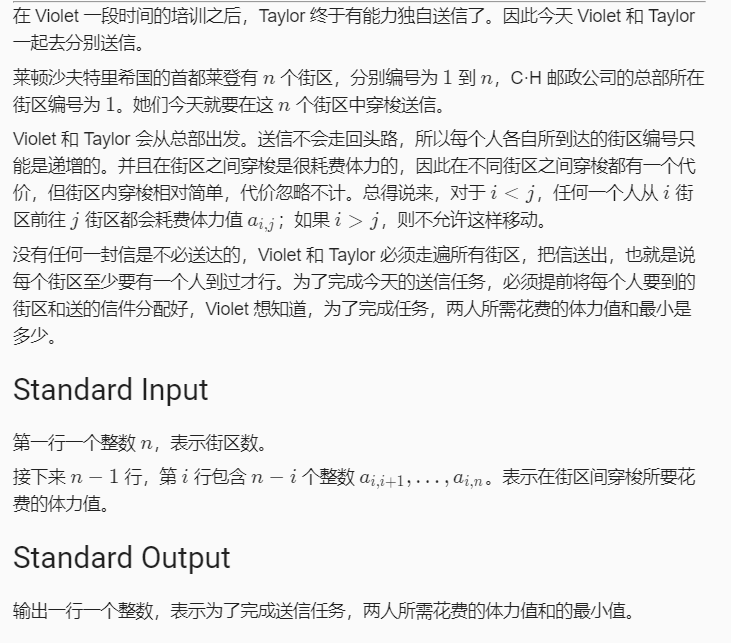 在 Violet 一段时间的培训之后，Taylor 终于有能力独自送信了。因此今天 Violet 和 Taylor
一起去分别送信。
莱顿沙夫特里希国的首都莱登有 n 个街区，分别编号为 1 到 n，C·H 邮政公司的总部所在
街区编号为 1。她们今天就要在这 n 个街区中穿梭送信。
Violet 和 Taylor 会从总部出发。送信不会走回头路，所以每个人各自所到达的街区编号只
能是递增的。并且在街区之间穿梭是很耗费体力的，因此在不同街区之间穿梭都有一个代
价，但街区内穿梭相对简单，代价忽略不计。总得说来，对于 i < j，任何一个人从 i 街
区前往 j 街区都会耗费体力值 a_{i,j}；如果 i > j，则不允许这样移动。
没有任何一封信是不必送达的，Violet 和 Taylor 必须走遍所有街区，把信送出，也就是说
每个街区至少要有一个人到过才行。为了完成今天的送信任务，必须提前将每个人要到的
街区和送的信件分配好，Violet 想知道，为了完成任务，两人所需花费的体力值和最小是
多少。
Standard Input
第一行一个整数 n，表示街区数。
接下来 n − 1 行，第 i 行包含 n − i 个整数 a_{i,i+1}, . . . , a_{i,n}。表示在街区间穿梭所要花
费的体力值。
Standard Output
输出一行一个整数，表示为了完成送信任务，两人所需花费的体力值和的最小值。